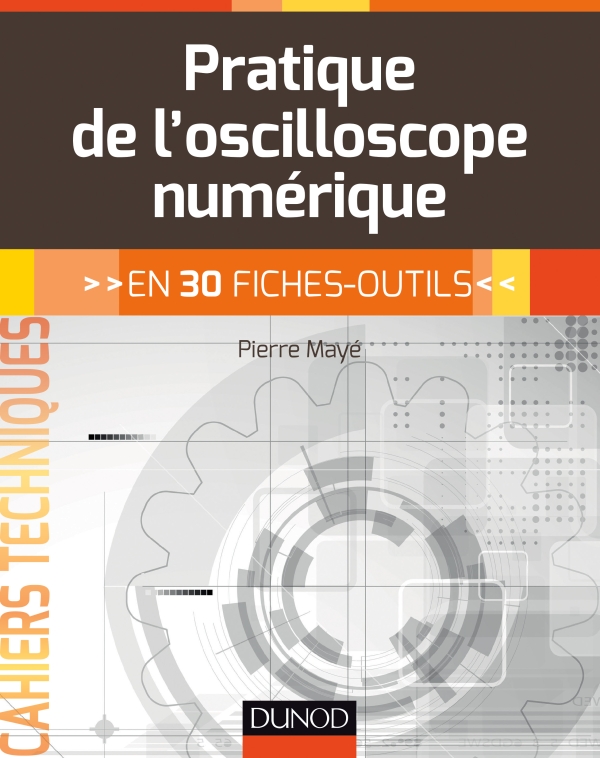 Pratique
de l'oscilloscope
numérique
>>EN 30 FICHES-OUTILS<<
Pierre Mayé
CAHIERS TECHNIQUES
DUNOD